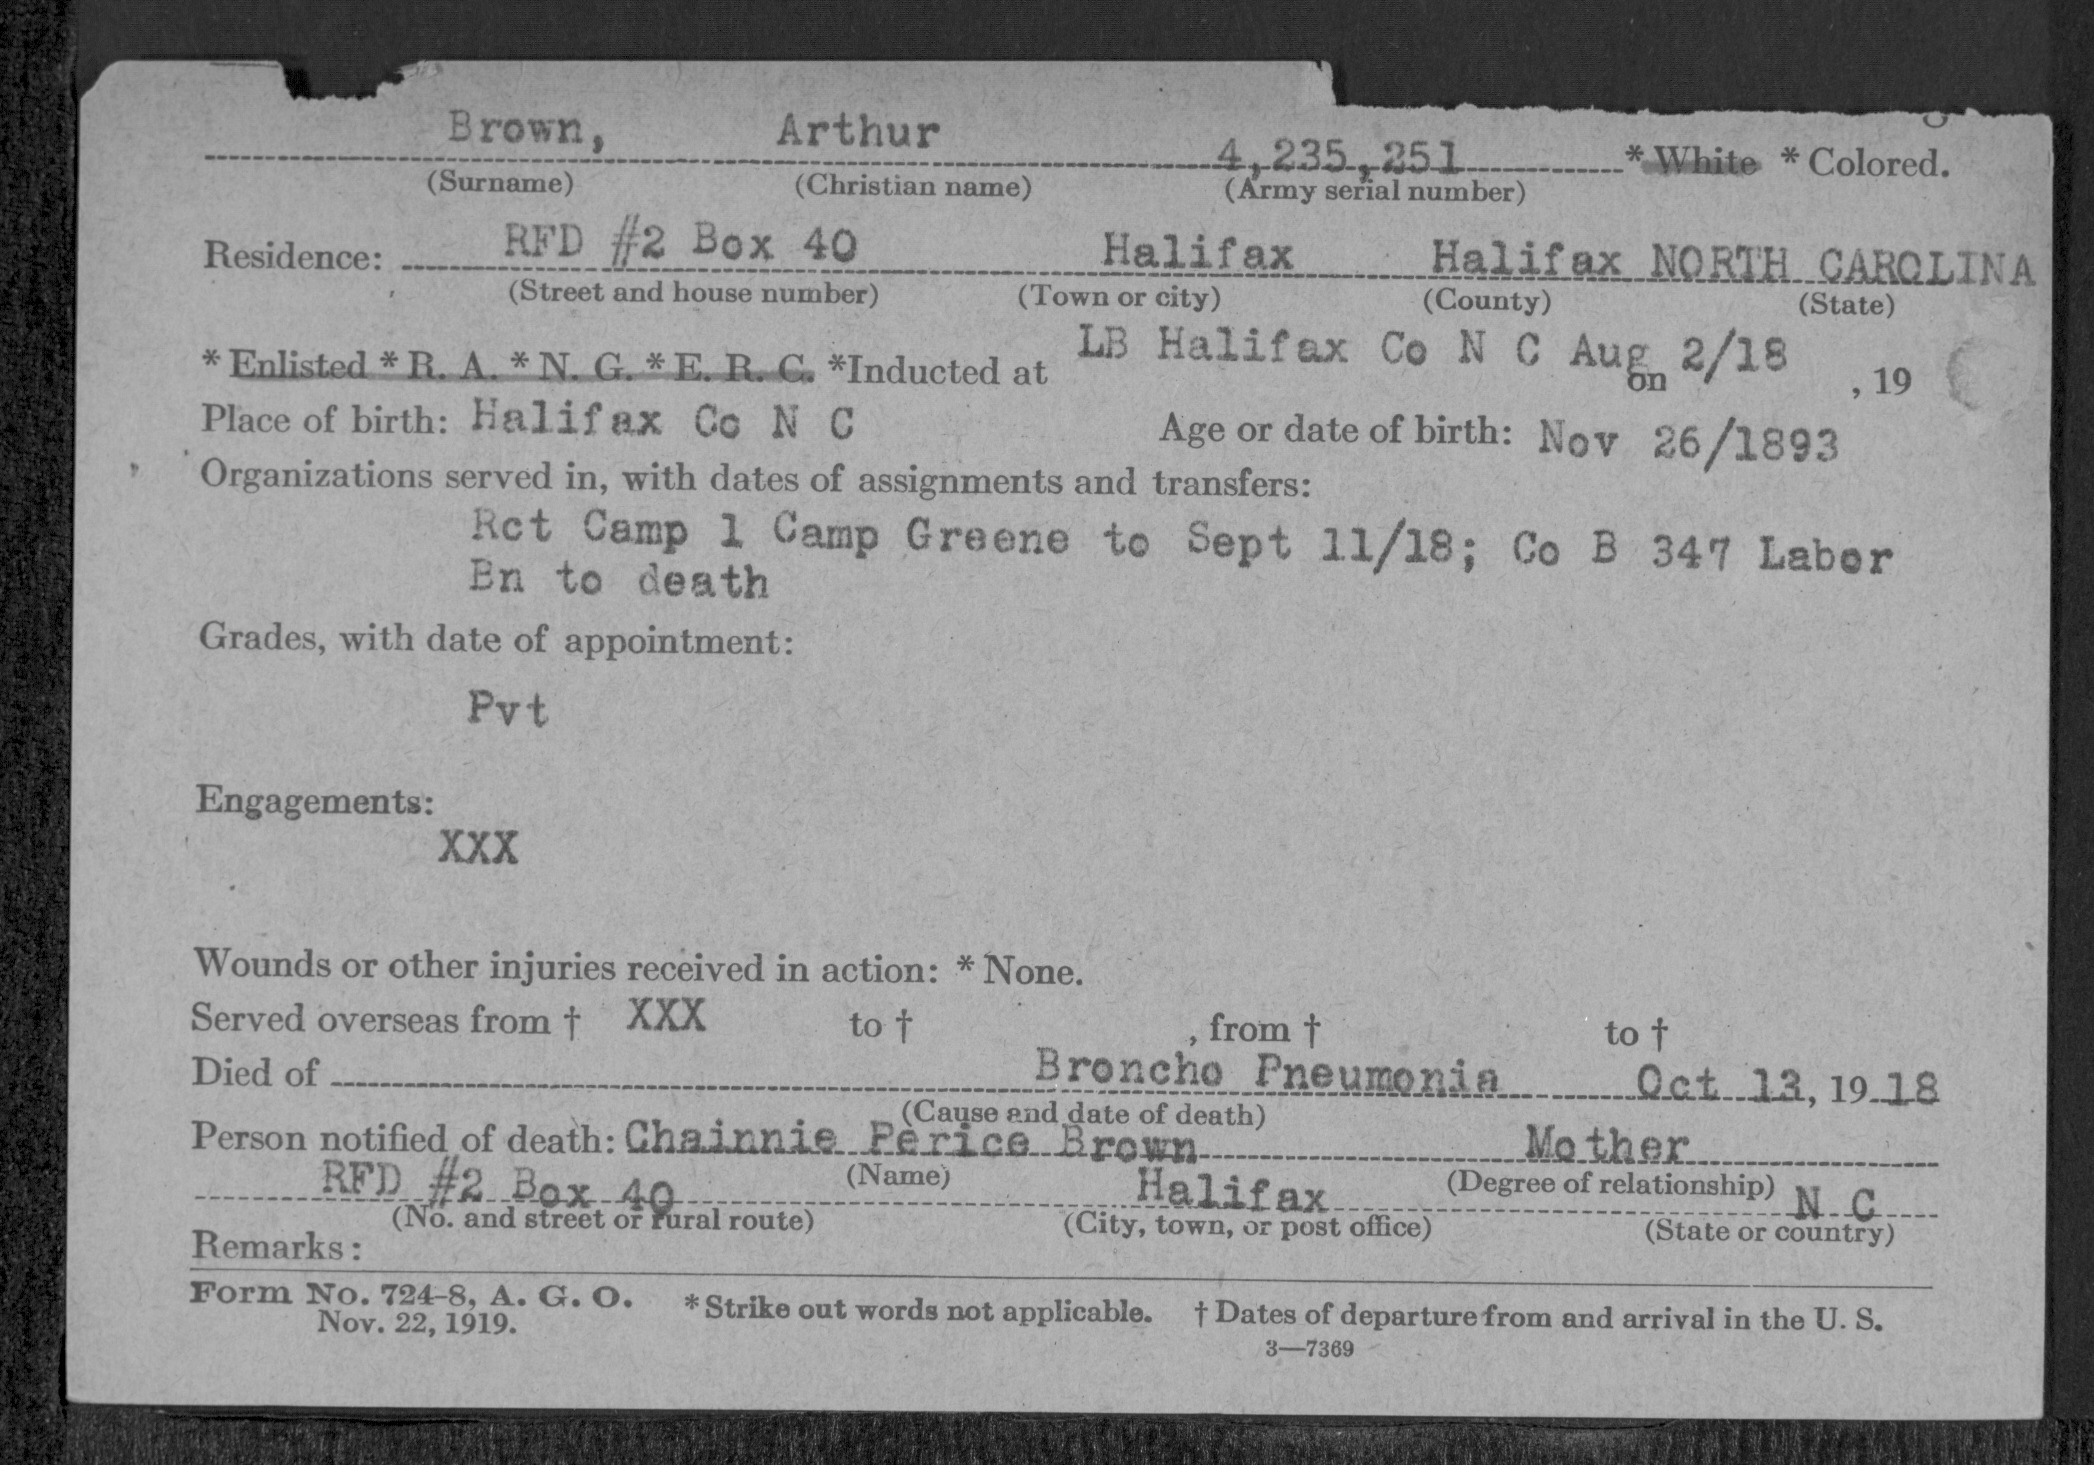 Brown, Arthur 4,235,251 * White * Colored.
(Surname) (Christian name) (Army serial number)
Residence: RFD #2 Box 40 Halifax Halifax NORTH CAROLINA
(Street and house number) (Town or city) (County) (State)
* Enlisted * R. A. * N. G. * E. R. C. *Inducted at LB Halifax Co N C Aug 2/18 on , 19
Place of birth: Halifax Co N C Age or date of birth: Nov 26/1893
Organizations served in, with dates of assignments and transfers:
Rct Camp 1 Camp Greene to Sept 11/18; Co B 347 Labor
Bn to death
Grades, with date of appointment:
Pvt
Engagements:
XXX
Wounds or other injuries received in action: * None.
Served overseas from † XXX to † , from † to †
Died of Broncho Pneumonia Oct 13, 19 18
(Cause and date of death)
Person notified of death: Chainnie Perice Brown Mother
(Name) (Degree of relationship)
RFD #2 Box 40 Halifax N C
(No. and street or rural route) (City, town, or post office) (State or country)
Remarks:
Form No. 724-8, A. G. O. * Strike out words not applicable. † Dates of departure from and arrival in the U. S.
Nov. 22, 1919.
3—7369